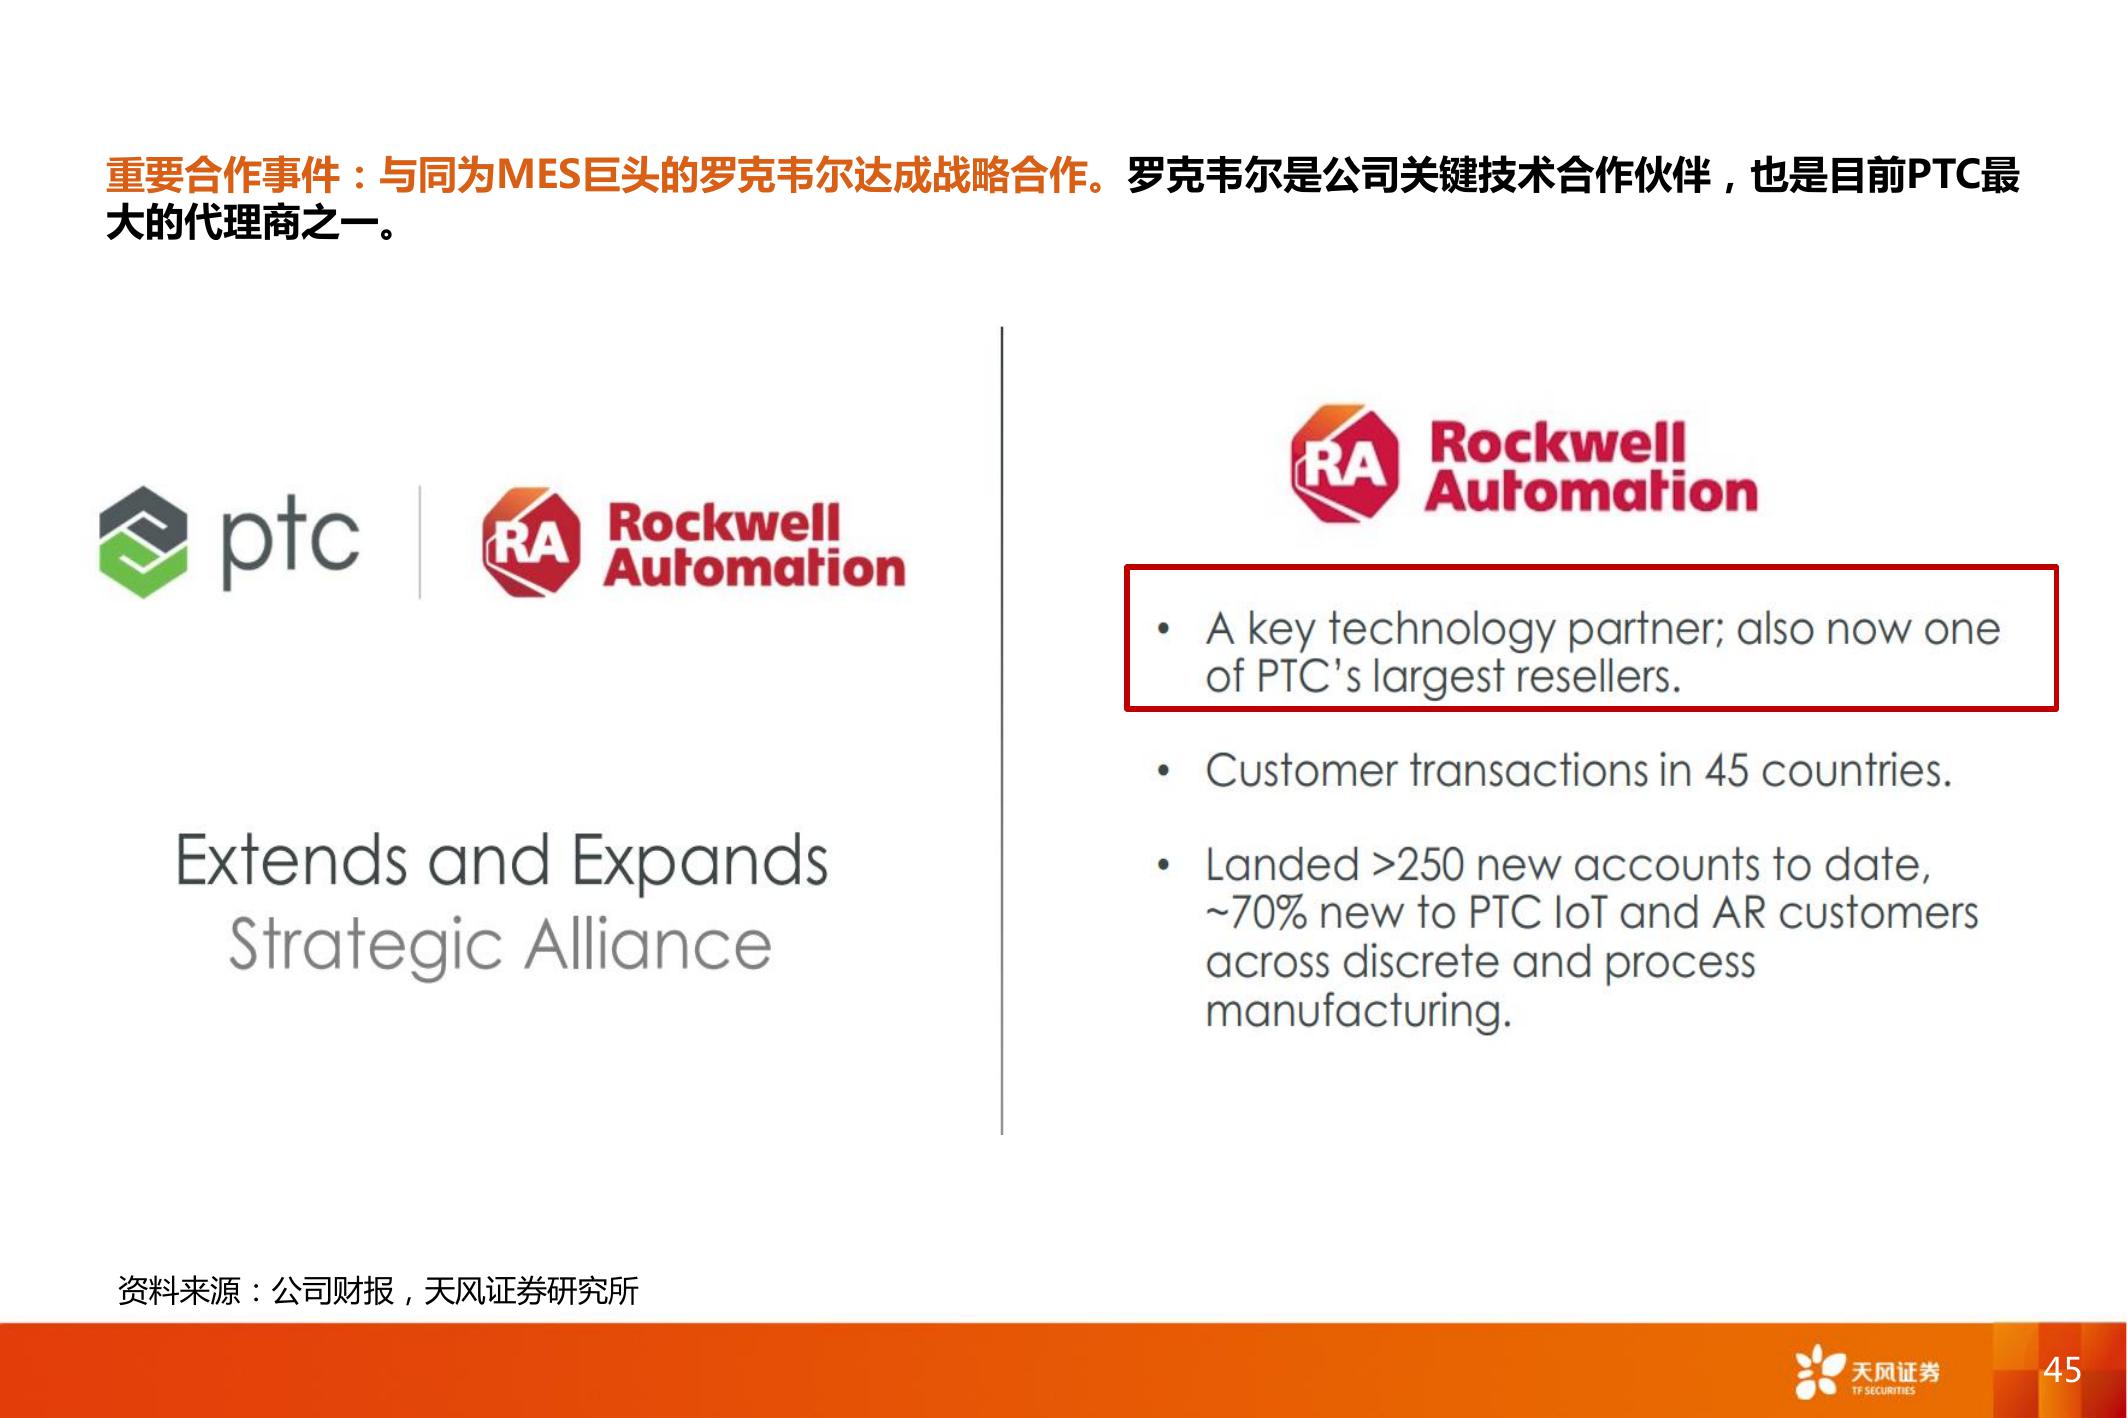 重要合作事件：与同为MES巨头的罗克韦尔达成战略合作。罗克韦尔是公司关键技术合作伙伴，也是目前PTC最
大的代理商之一。
ptc
RA
Rockwell
Automation
Extends and Expands
Strategic Alliance
RA
Rockwell
Automation
• A key technology partner; also now one
of PTC's largest resellers.
• Customer transactions in 45 countries.
• Landed >250 new accounts to date,
~70% new to PTC IoT and AR customers
across discrete and process
manufacturing.
资料来源：公司财报，天风证券研究所
天风证券
TF SECURITIES
45